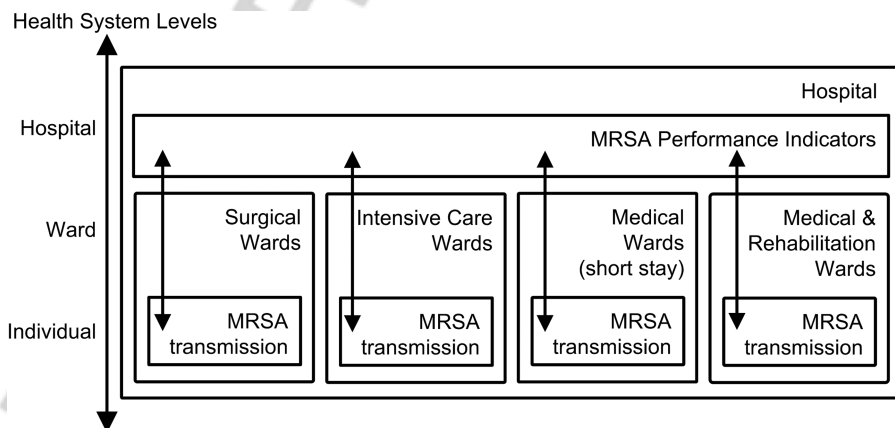 Health System Levels
Hospital
Hospital
MRSA Performance Indicators
Ward
Surgical
Wards
Intensive Care
Wards
Medical
Wards
(short stay)
Medical &
Rehabilitation
Wards
Individual
MRSA
transmission
MRSA
transmission
MRSA
transmission
MRSA
transmission